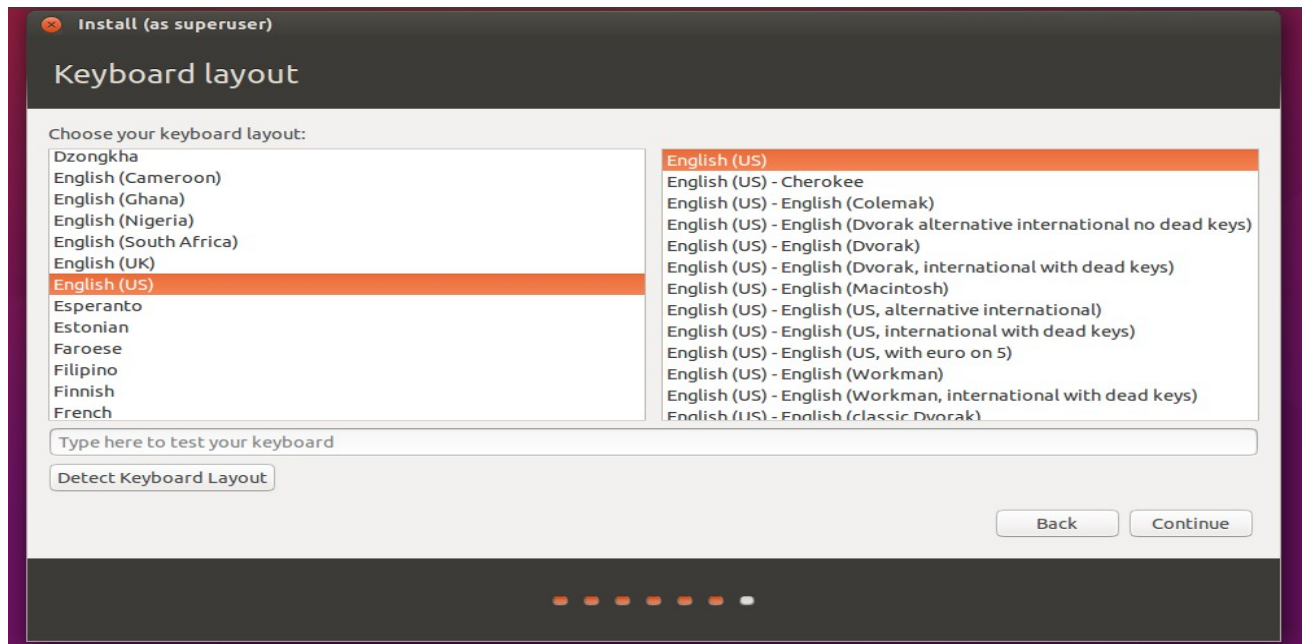 Install (as superuser)
Keyboard layout
Choose your keyboard layout:
Dzongkha
English (Cameroon)
English (Ghana)
English (Nigeria)
English (South Africa)
English (UK)
English (US)
Esperanto
Estonian
Faroese
Filipino
Finnish
French
English (US)
English (US) - Cherokee
English (US) - English (Colemak)
English (US) - English (Dvorak alternative international no dead keys)
English (US) - English (Dvorak)
English (US) - English (Dvorak, international with dead keys)
English (US) - English (Macintosh)
English (US) - English (US, alternative international)
English (US) - English (US, international with dead keys)
English (US) - English (US, with euro on 5)
English (US) - English (Workman)
English (US) - English (Workman, international with dead keys)
English (US) - English (classic Dvorak)
Type here to test your keyboard
Detect Keyboard Layout
Back
Continue